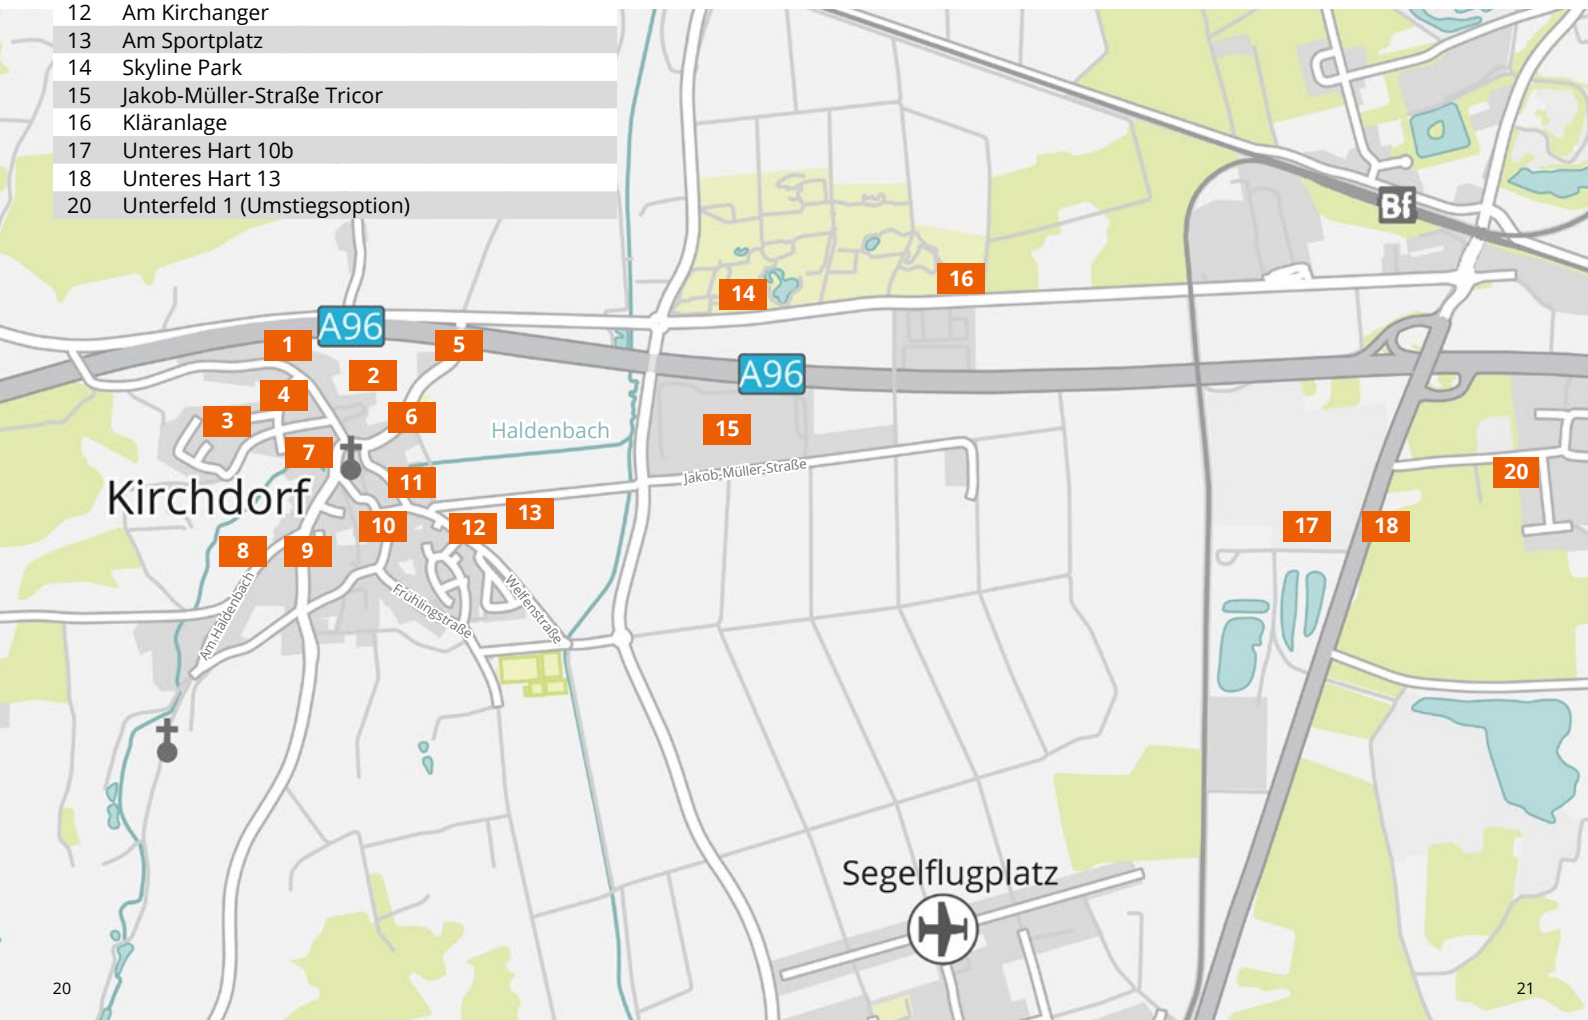 12 Am Kirchanger
13 Am Sportplatz
14 Skyline Park
15 Jakob-Müller-Straße Tricor
16 Kläranlage
17 Unteres Hart 10b
18 Unteres Hart 13
20 Unterfeld 1 (Umstiegsoption)
Bf
16
14
A96
1
5
2
A96
4
3
6
15
Haldenbach
7
Jakob-Müller-Straße
20
11
Kirchdorf
13
10
12
17
18
8
9
Am Haldenbach
Frühlingstraße
Welfenstraße
Segelflugplatz
20
21